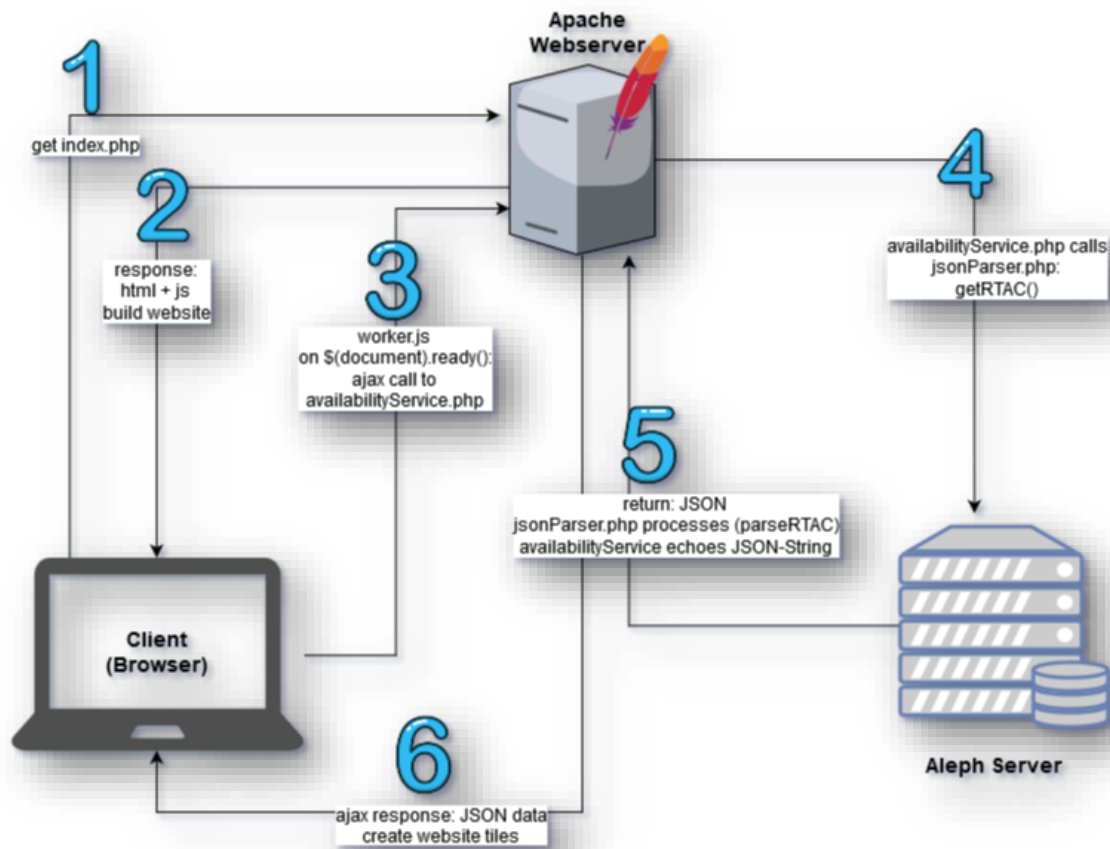 Apache
Webserver
1
get index.php
2
response:
html + js
build website
3
worker.js
on $(document).ready():
ajax call to
availabilityService.php
4
availabilityService.php calls
jsonParser.php:
getRTAC()
5
return: JSON
jsonParser.php processes (parseRTAC)
availabilityService echoes JSON-String
Client
(Browser)
Aleph Server
6
ajax response: JSON data
create website tiles